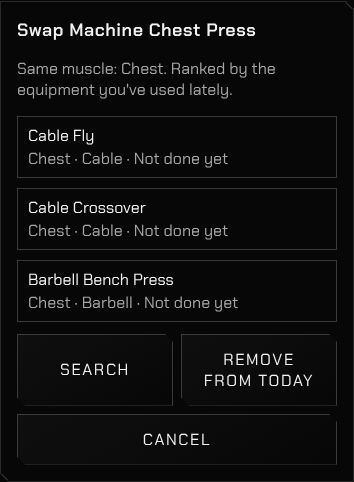 Swap Machine Chest Press
Same muscle: Chest. Ranked by the
equipment you've used lately.
Cable Fly
Chest · Cable · Not done yet
Cable Crossover
Chest · Cable · Not done yet
Barbell Bench Press
Chest · Barbell · Not done yet
SEARCH
REMOVE
FROM TODAY
CANCEL